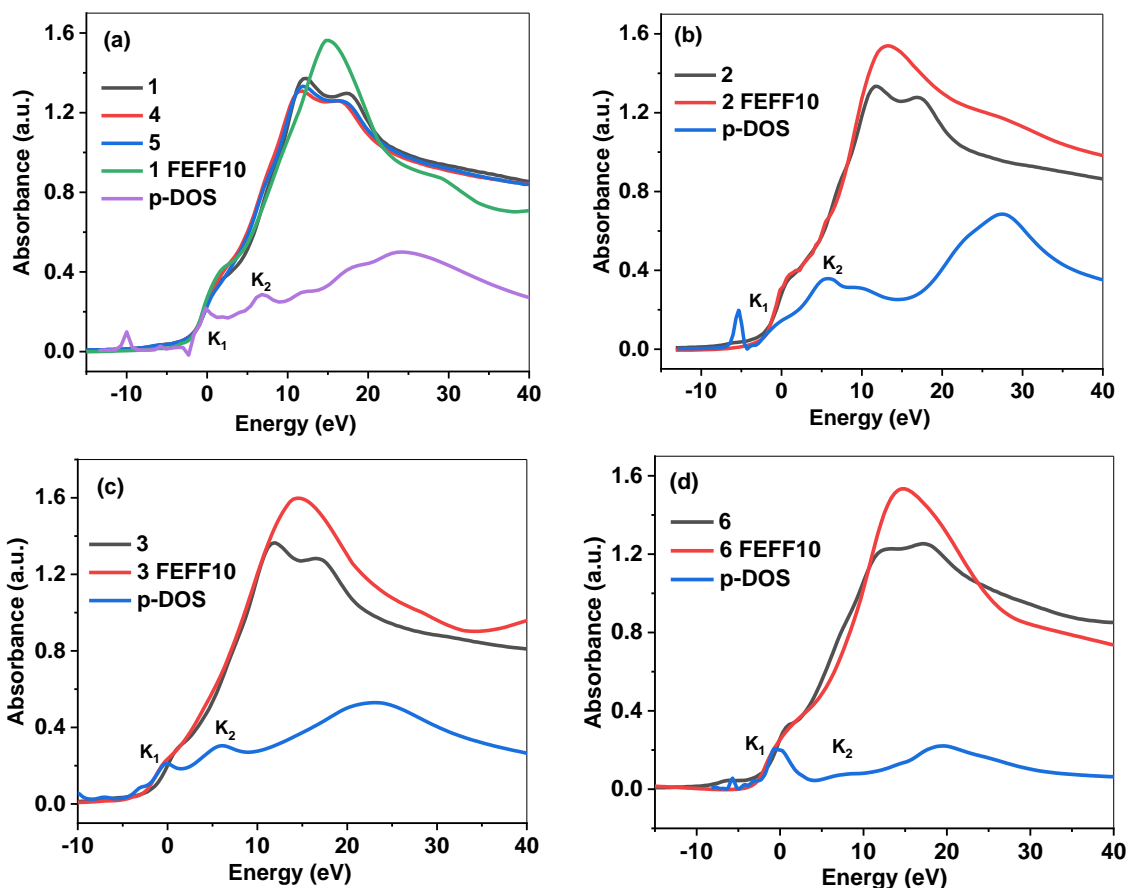 (a)
1
4
5
1 FEFF10
p-DOS
K2
K1
1.6
1.2
0.8
0.4
0.0
-10 0 10 20 30 40
Energy (eV)
Absorbance (a.u.)
(b)
2
2 FEFF10
p-DOS
K2
K1
1.6
1.2
0.8
0.4
0.0
-10 0 10 20 30 40
Energy (eV)
Absorbance (a.u.)
(c)
3
3 FEFF10
p-DOS
K1
K2
1.6
1.2
0.8
0.4
0.0
-10 0 10 20 30 40
Energy (eV)
Absorbance (a.u.)
(d)
6
6 FEFF10
p-DOS
K1
K2
1.6
1.2
0.8
0.4
0.0
-10 0 10 20 30 40
Energy (eV)
Absorbance (a.u.)